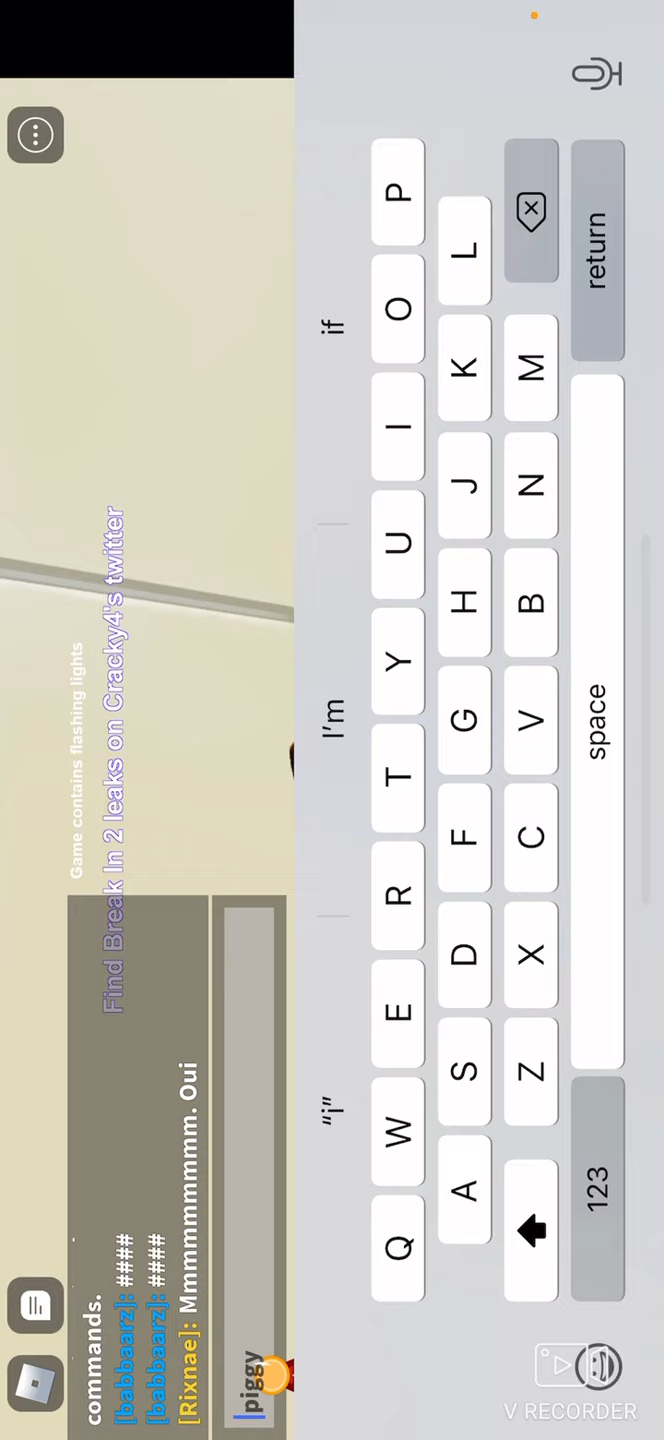 Game contains flashing lights
Find Break In 2 leaks on Cracky4's twitter
commands.
[babbaarz]: ####
[babbaarz]: ####
[Rixnae]: Mmmmmmmmmm. Oui
piggy
“i” I'm if
Q W E R T Y U I O P
A S D F G H J K L
Z X C V B N M
123 space return
V RECORDER